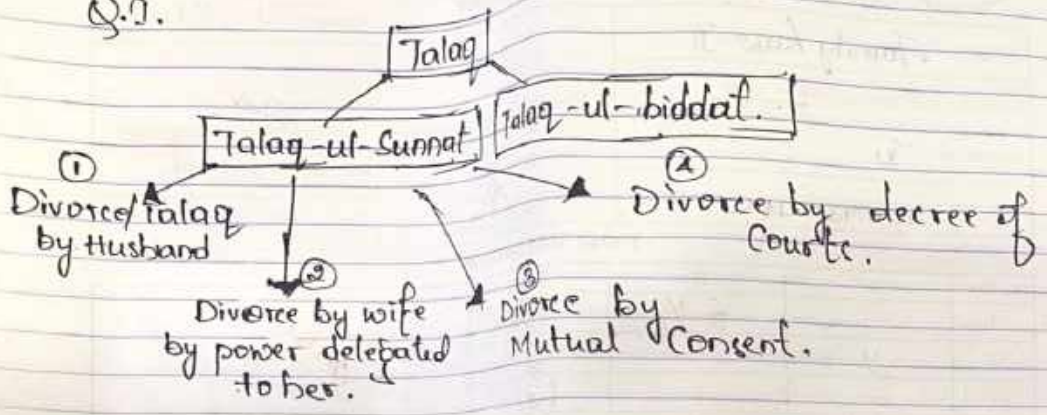 Q.1.
Talaq
Talaq-ul-Sunnat
Talaq-ul-biddat.
①
Divorce/Talaq
by Husband
②
Divorce by wife
by power delegated
to her.
③
Divorce by
Mutual Consent.
④
Divorce by decree of
Courts.